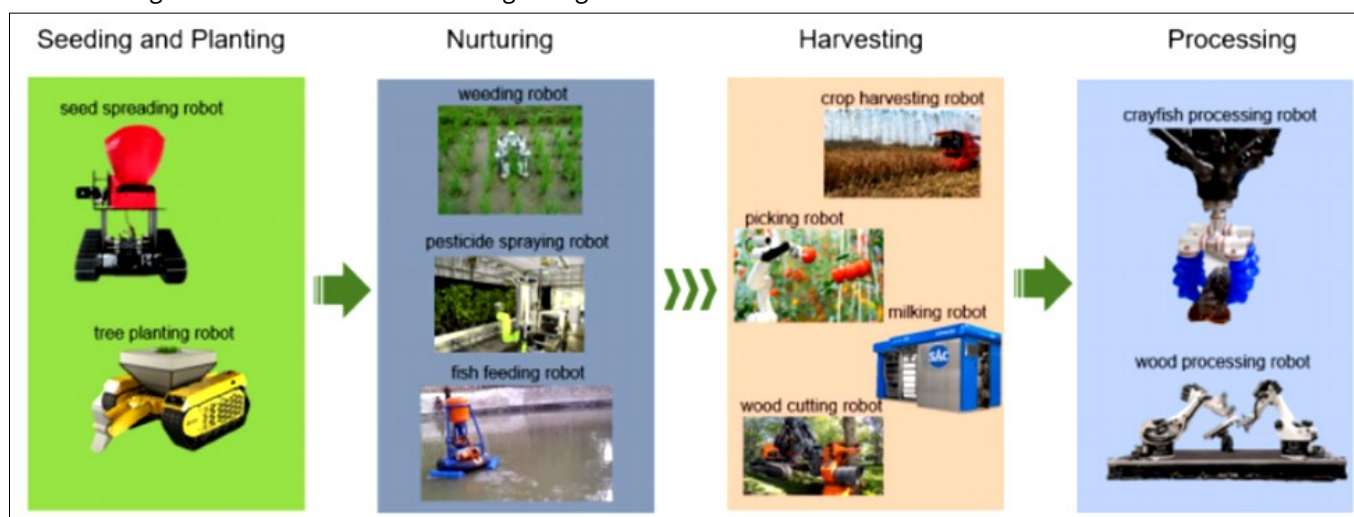 Seeding and Planting
seed spreading robot
tree planting robot
Nurturing
weeding robot
pesticide spraying robot
fish feeding robot
Harvesting
crop harvesting robot
picking robot
milking robot
SAC
wood cutting robot
Processing
crayfish processing robot
wood processing robot